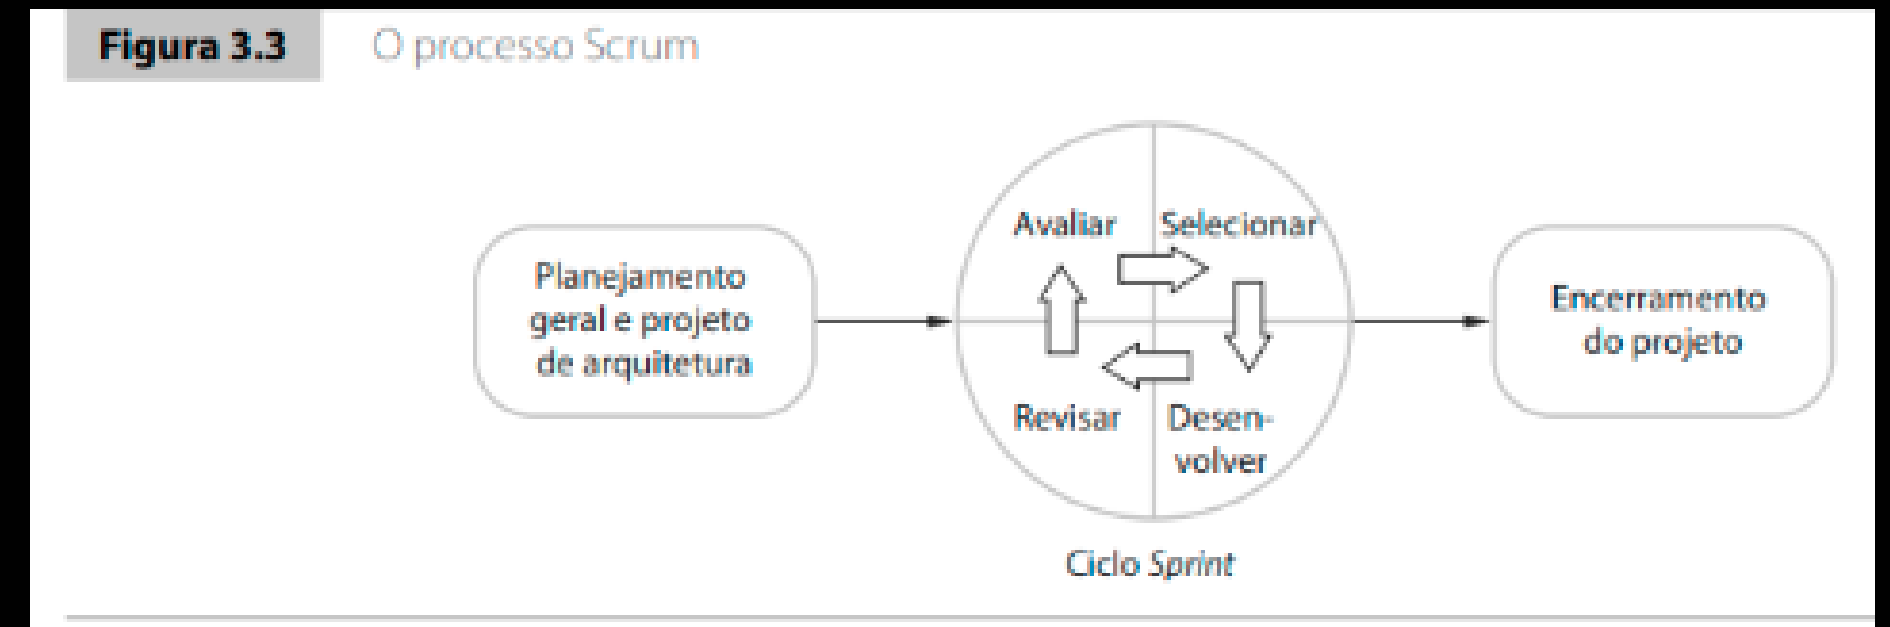 Figura 3.3 O processo Scrum
Planejamento
geral e projeto
de arquitetura
Avaliar
Selecionar
Revisar
Desen-
volver
Ciclo Sprint
Encerramento
do projeto